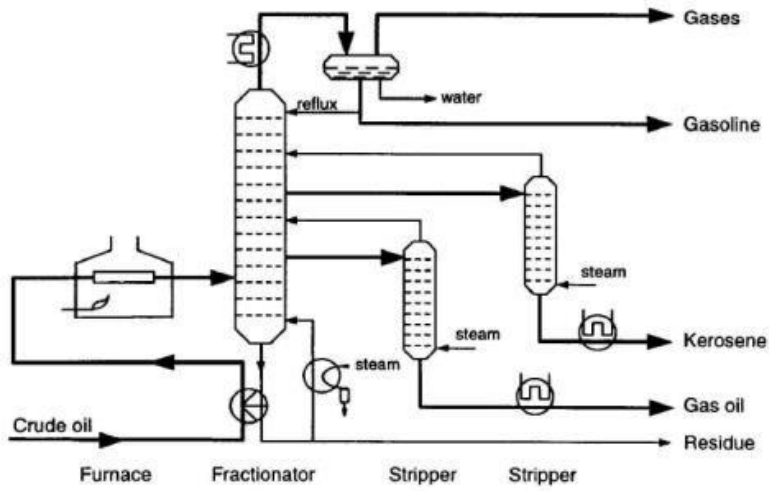 Gases
reflux
water
Gasoline
steam
Kerosene
steam
steam
Gas oil
Crude oil
Residue
Furnace Fractionator Stripper Stripper